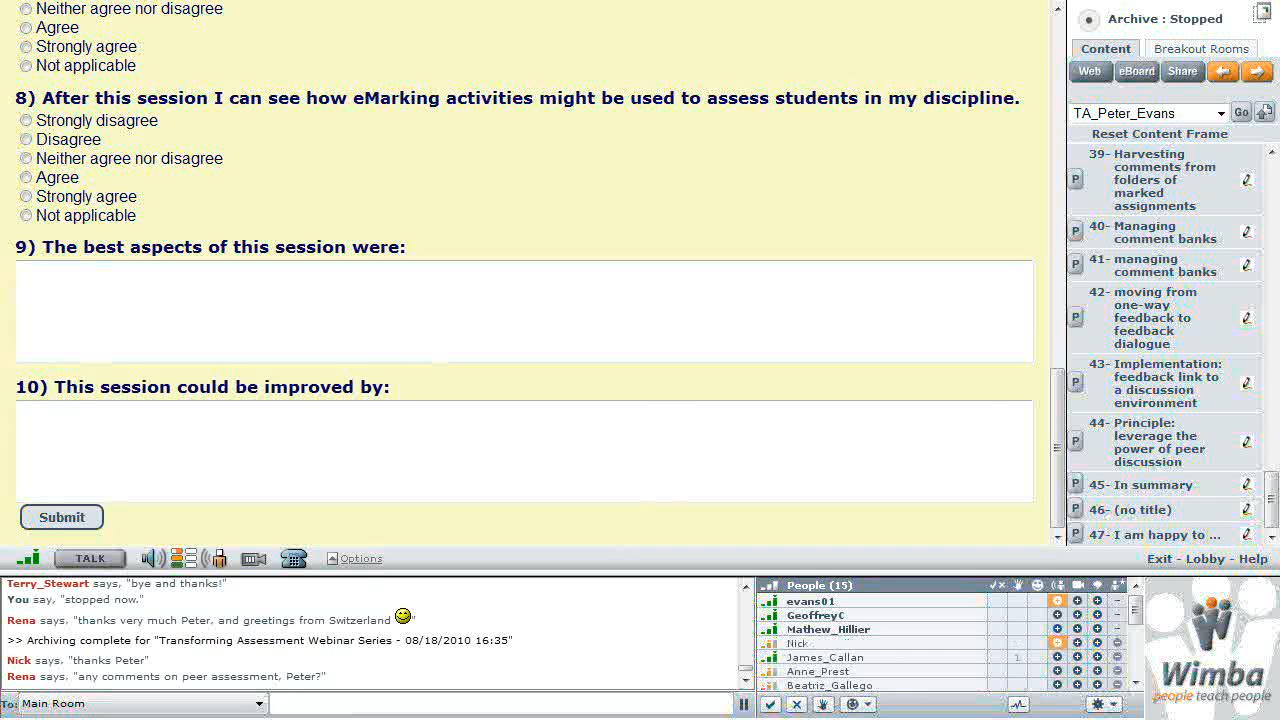 Neither agree nor disagree
Agree
Strongly agree
Not applicable
8) After this session I can see how eMarking activities might be used to assess students in my discipline.
Strongly disagree
Disagree
Neither agree nor disagree
Agree
Strongly agree
Not applicable
9) The best aspects of this session were:
10) This session could be improved by:
Submit
TALK
Options
Archive : Stopped
Content
Breakout Rooms
Web
eBoard
Share
TA_Peter_Evans
Go
Reset Content Frame
P
39- Harvesting
comments from
folders of
marked
assignments
P
40- Managing
comment banks
P
41- managing
comment banks
P
42- moving from
one-way
feedback to
feedback
dialogue
P
43- Implementation:
feedback link to
a discussion
environment
P
44- Principle:
leverage the
power of peer
discussion
P
45- In summary
P
46- (no title)
P
47- I am happy to ...
Exit - Lobby - Help
Terry_Stewart says, "bye and thanks!"
You say, "stopped now."
Rena says, "thanks very much Peter, and greetings from Switzerland "
>> Archiving complete for "Transforming Assessment Webinar Series - 08/18/2010 16:35"
Nick says, "thanks Peter"
Rena says, "any comments on peer assessment, Peter?"
To: Main Room
People (15)
evans01
GeoffreyC
Mathew_Hillier
Nick
James_Callan 1
Anne_Prest
Beatriz_Gallego
Wimba
people teach people